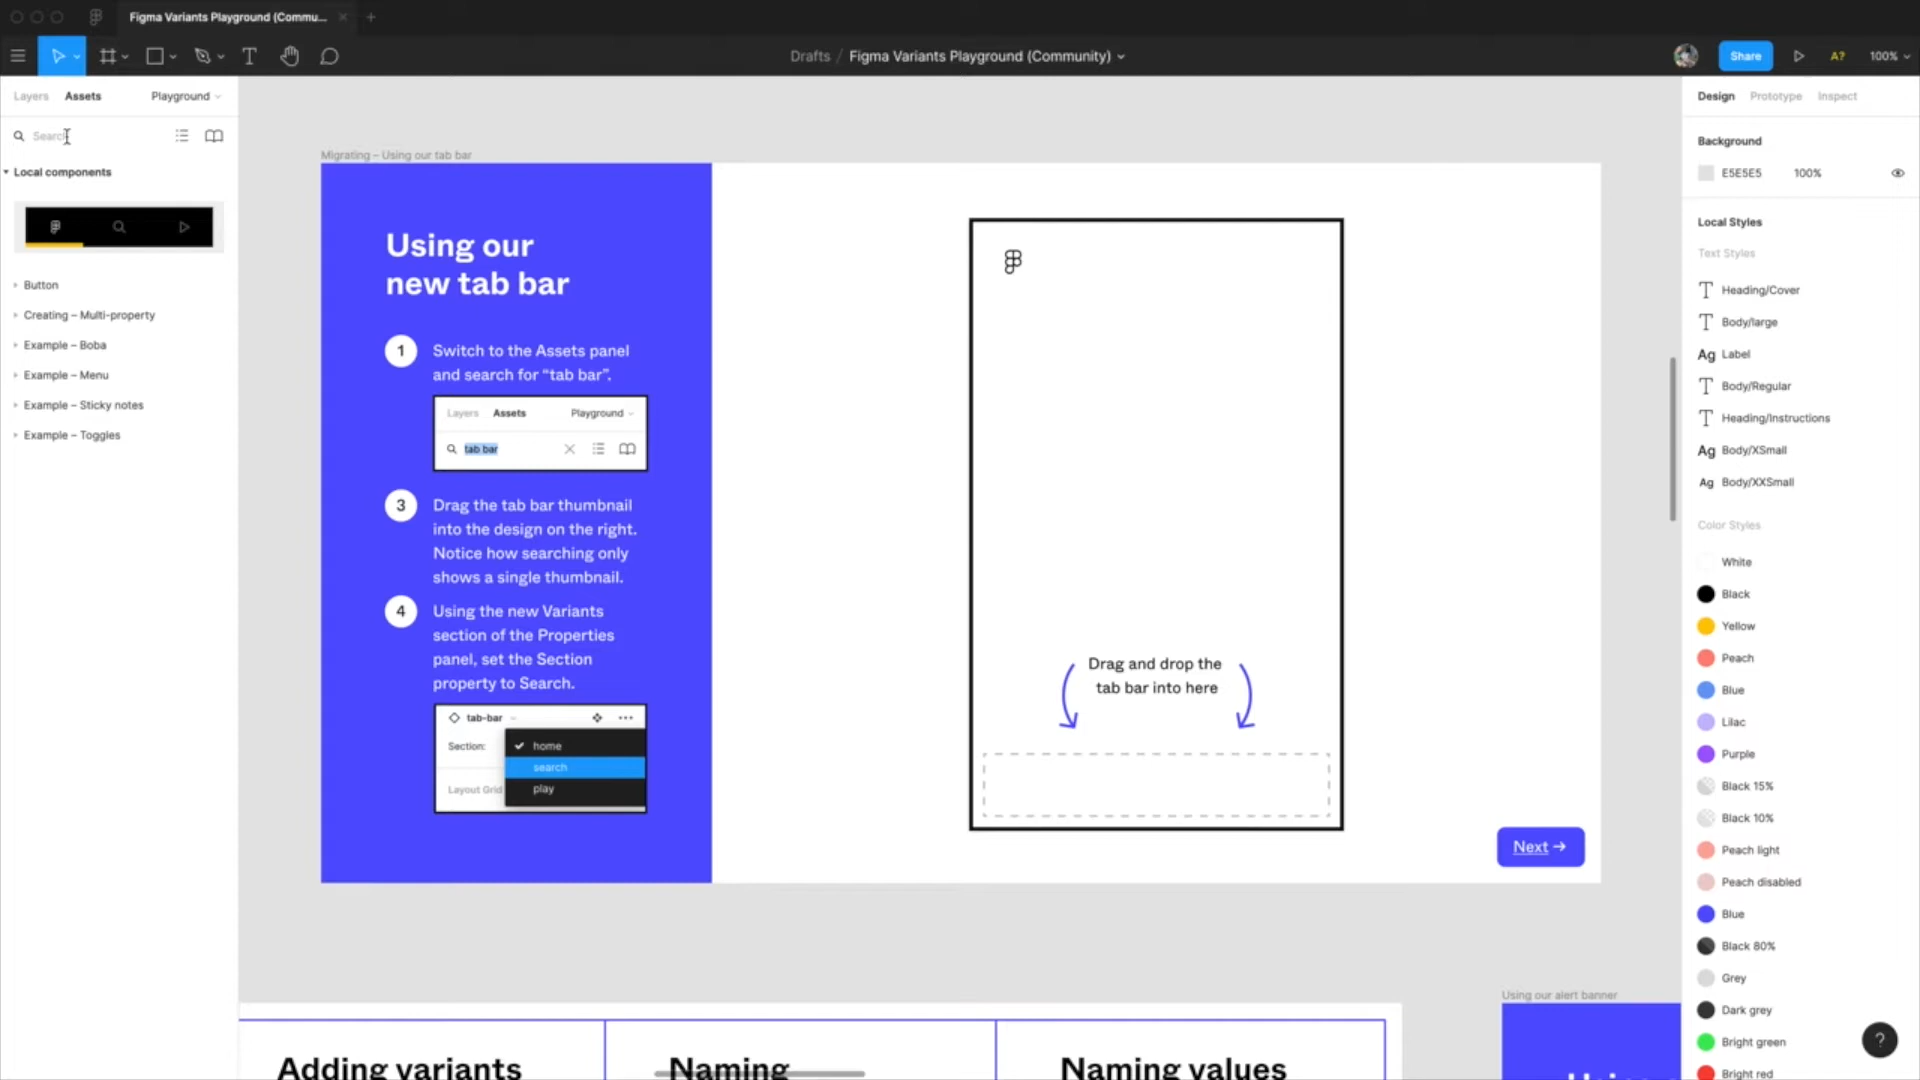 Figma Variants Playground (Commu...
Drafts / Figma Variants Playground (Community)
Share
A?
100%
Layers
Assets
Playground
Search
Local components
Button
Creating – Multi-property
Example – Boba
Example – Menu
Example – Sticky notes
Example – Toggles
Migrating – Using our tab bar
Using our
new tab bar
1
Switch to the Assets panel
and search for “tab bar”.
Layers
Assets
Playground
tab bar
3
Drag the tab bar thumbnail
into the design on the right.
Notice how searching only
shows a single thumbnail.
4
Using the new Variants
section of the Properties
panel, set the Section
property to Search.
tab-bar
Section:
home
search
play
Layout Grid
Drag and drop the
tab bar into here
Next →
Adding variants
Naming
Naming values
Using our alert banner
Design
Prototype
Inspect
Background
E5E5E5
100%
Local Styles
Text Styles
Heading/Cover
Body/large
Ag Label
Body/Regular
Heading/Instructions
Ag Body/XSmall
Ag Body/XXSmall
Color Styles
White
Black
Yellow
Peach
Blue
Lilac
Purple
Black 15%
Black 10%
Peach light
Peach disabled
Blue
Black 80%
Grey
Dark grey
Bright green
Bright red
?